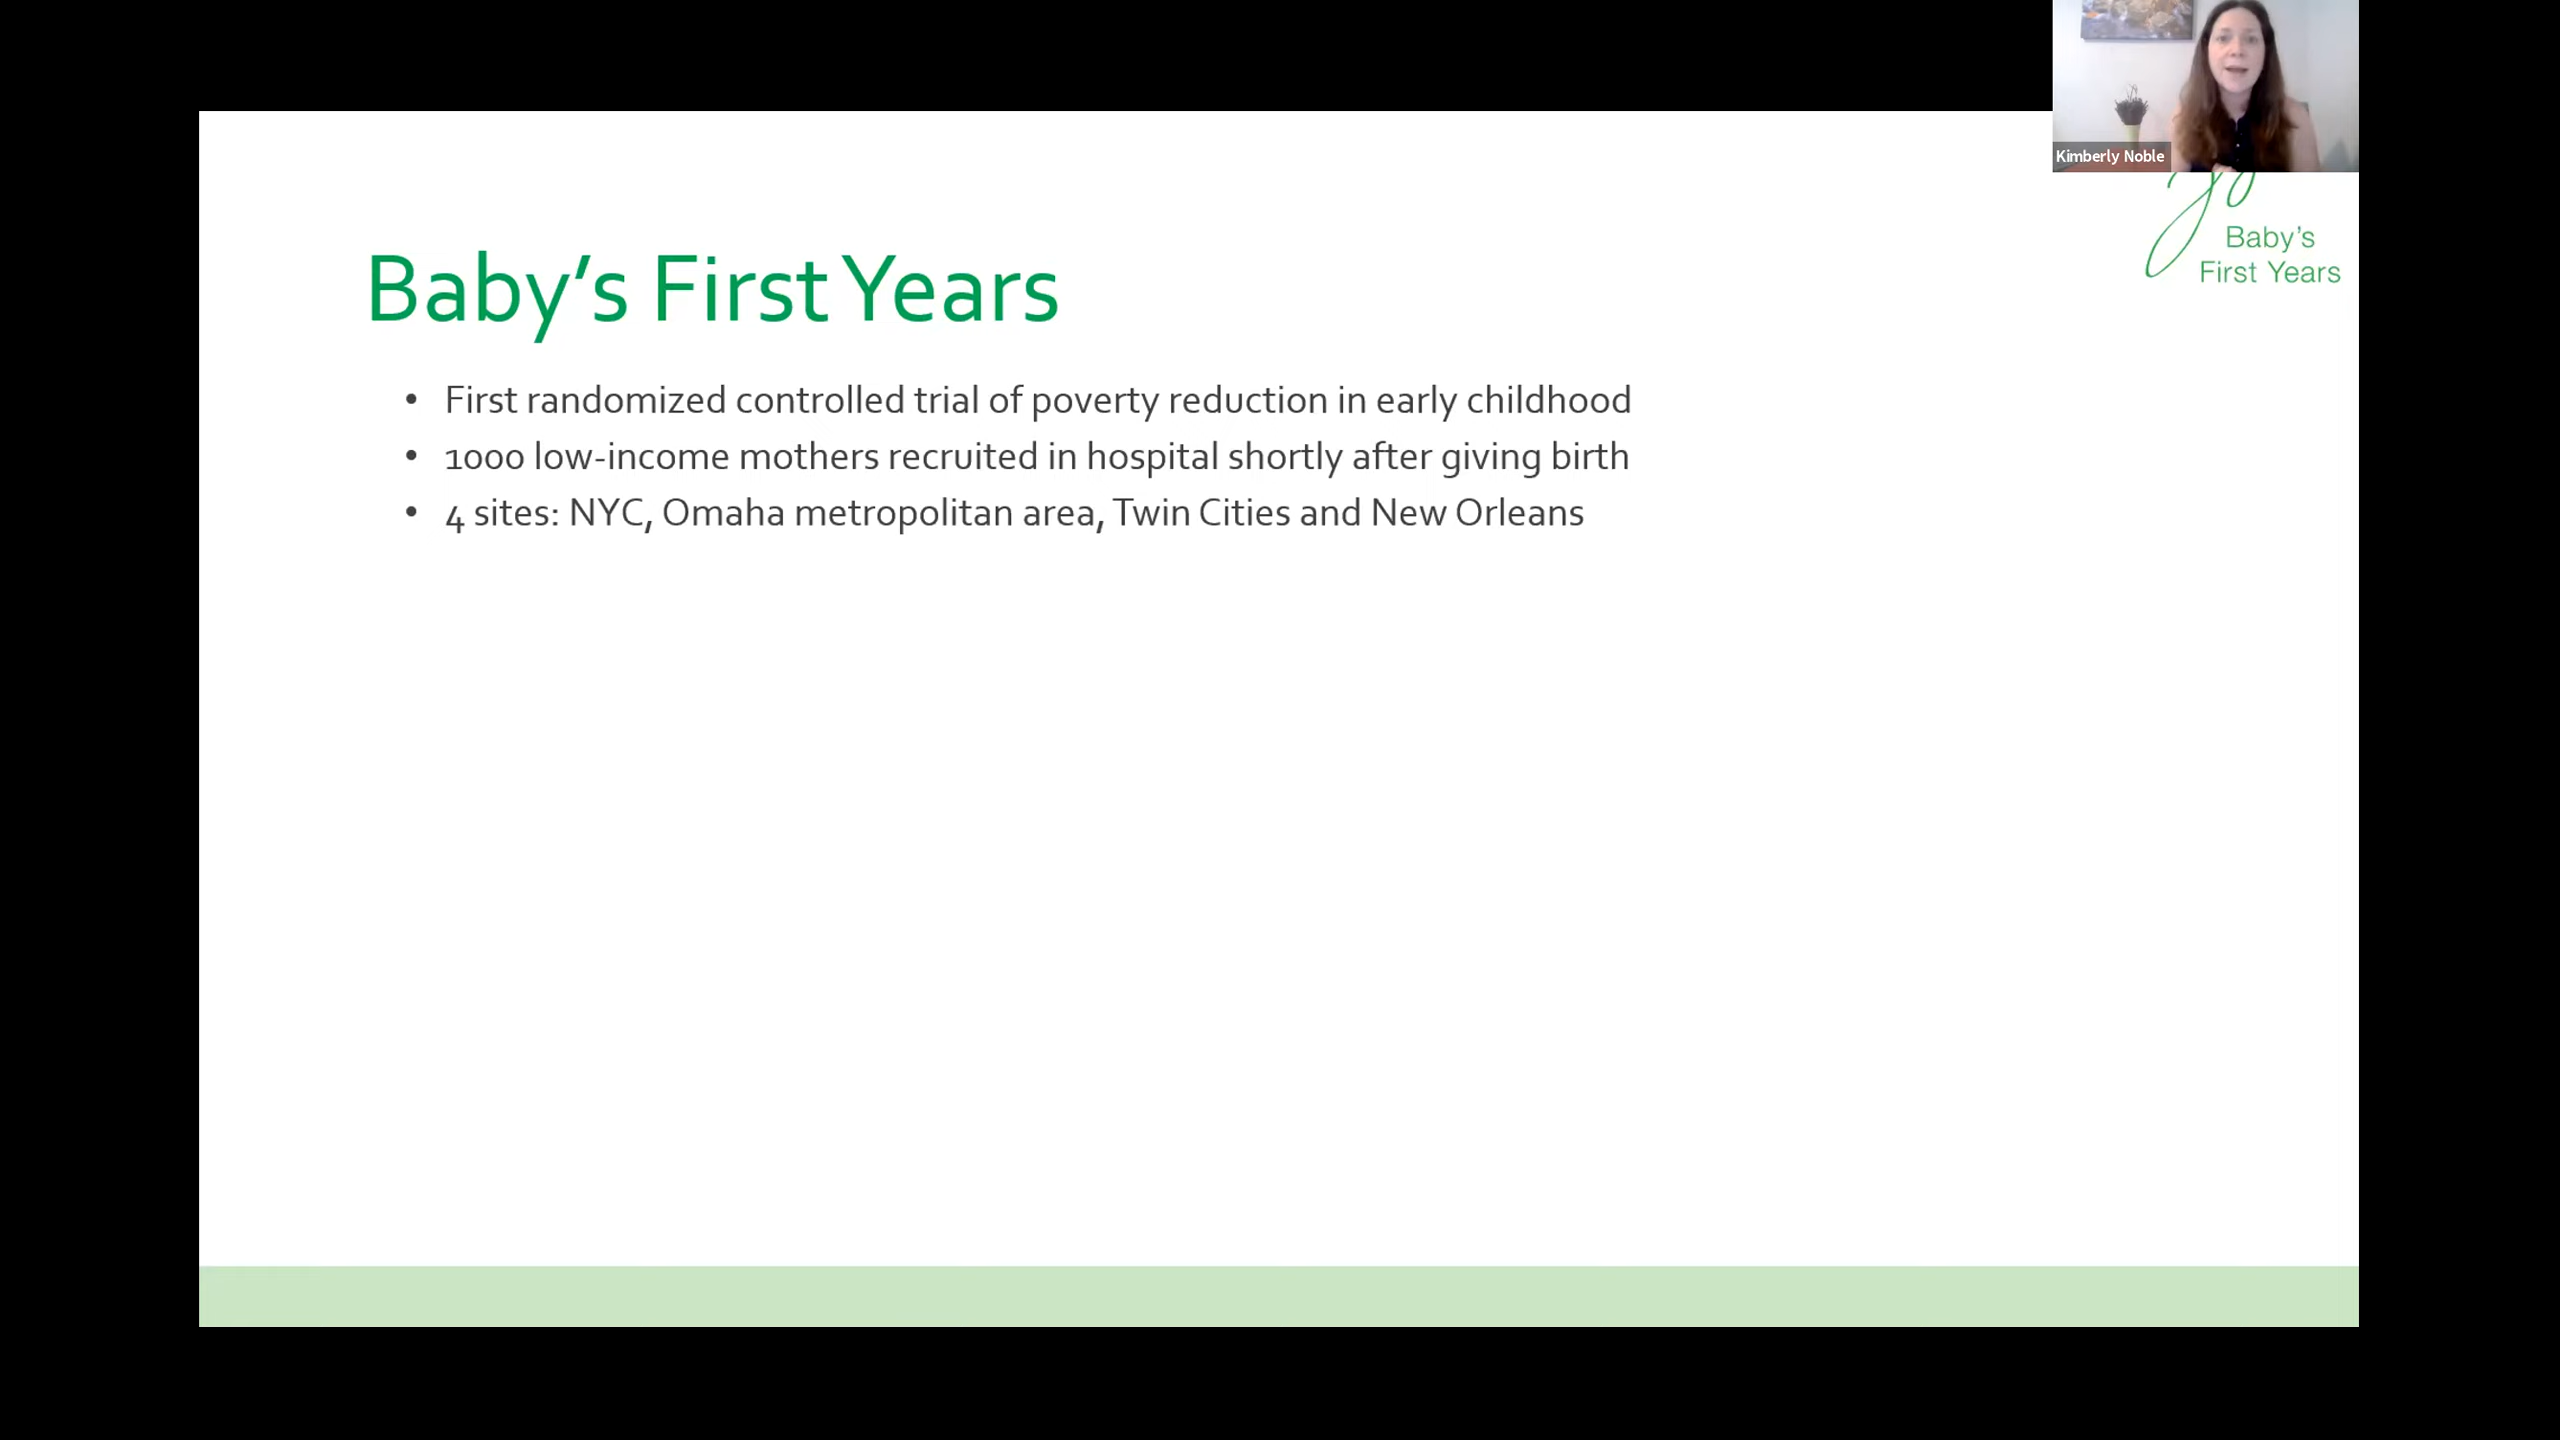 Kimberly Noble
Baby's
First Years
Baby’s First Years
• First randomized controlled trial of poverty reduction in early childhood
• 1000 low-income mothers recruited in hospital shortly after giving birth
• 4 sites: NYC, Omaha metropolitan area, Twin Cities and New Orleans